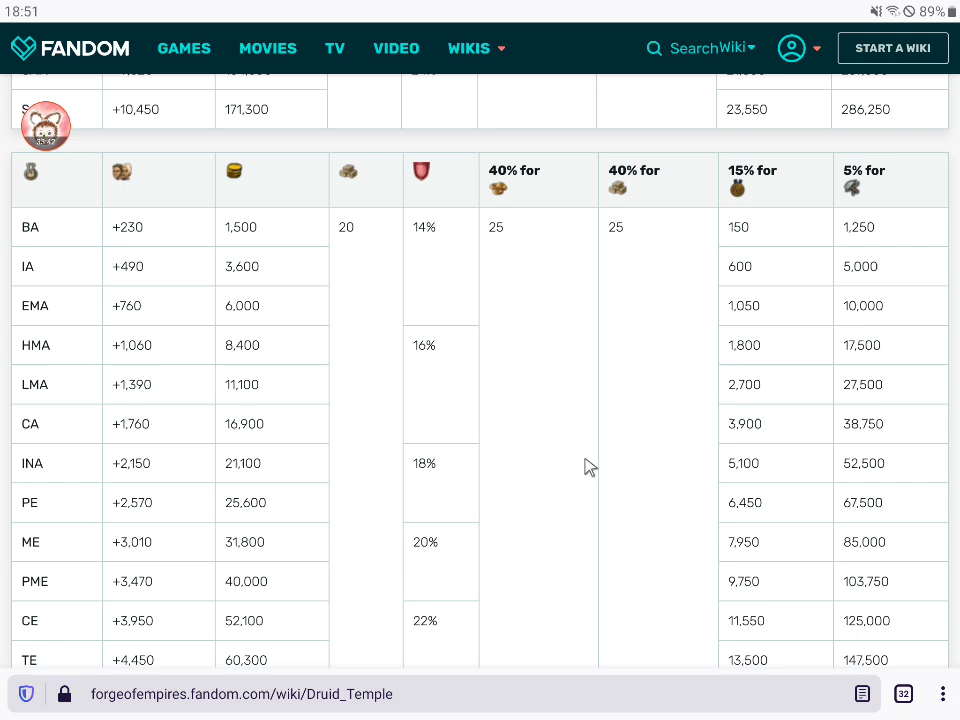 18:51 89%
FANDOM GAMES MOVIES TV VIDEO WIKIS Search Wiki START A WIKI
+10,450 171,300 23,550 286,250
33:42
40% for 40% for 15% for 5% for
BA +230 1,500 20 14% 25 25 150 1,250
IA +490 3,600 600 5,000
EMA +760 6,000 1,050 10,000
HMA +1,060 8,400 16% 1,800 17,500
LMA +1,390 11,100 2,700 27,500
CA +1,760 16,900 3,900 38,750
INA +2,150 21,100 18% 5,100 52,500
PE +2,570 25,600 6,450 67,500
ME +3,010 31,800 20% 7,950 85,000
PME +3,470 40,000 9,750 103,750
CE +3,950 52,100 22% 11,550 125,000
TE +4,450 60,300 13,500 147,500
forgeofempires.fandom.com/wiki/Druid_Temple 32